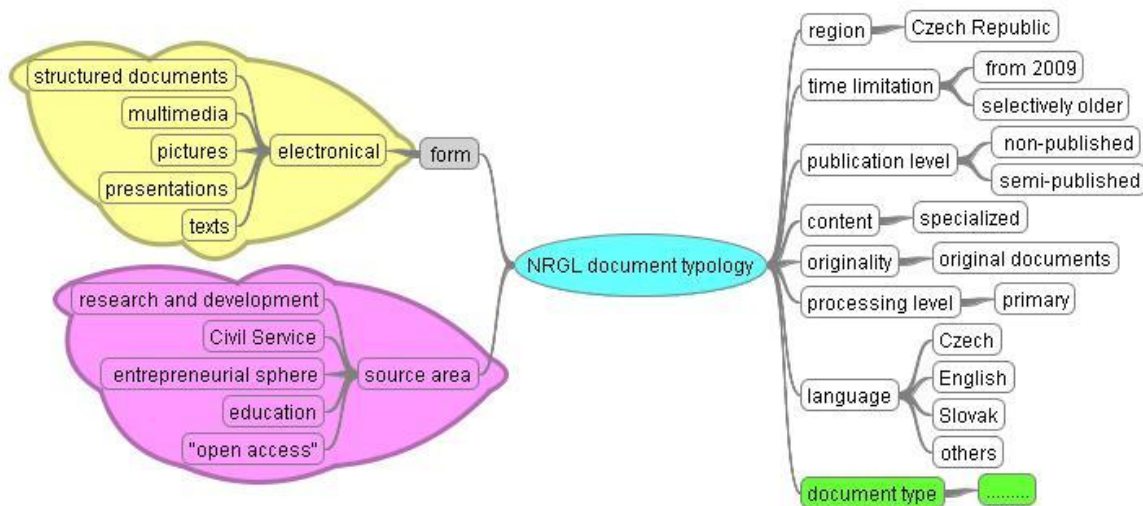 structured documents
multimedia
pictures
presentations
texts
electronical
form
research and development
Civil Service
entrepreneurial sphere
education
"open access"
source area
NRGL document typology
region
Czech Republic
time limitation
from 2009
selectively older
publication level
non-published
semi-published
content
specialized
originality
original documents
processing level
primary
language
Czech
English
Slovak
others
document type
.........